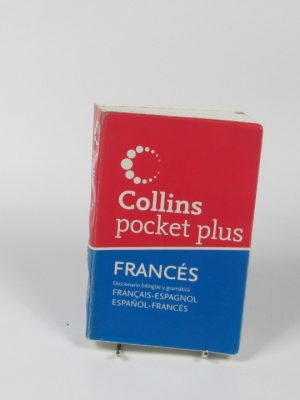 Collins
pocket plus
FRANCÉS
Diccionario bilingüe y gramática
FRANÇAIS-ESPAGNOL
ESPAÑOL-FRANCÉS